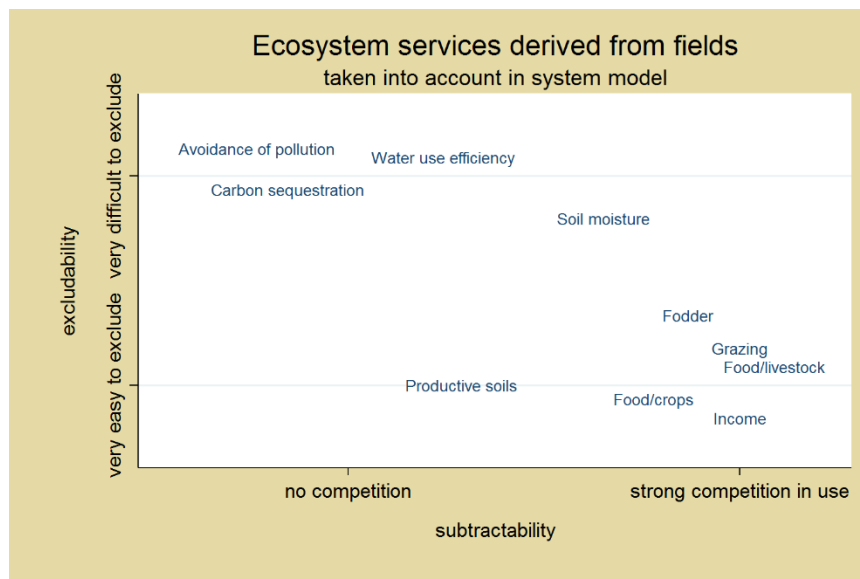 Ecosystem services derived from fields
taken into account in system model
excludability
very difficult to exclude
very easy to exclude
Avoidance of pollution
Water use efficiency
Carbon sequestration
Soil moisture
Fodder
Grazing
Food/livestock
Productive soils
Food/crops
Income
no competition
strong competition in use
subtractability